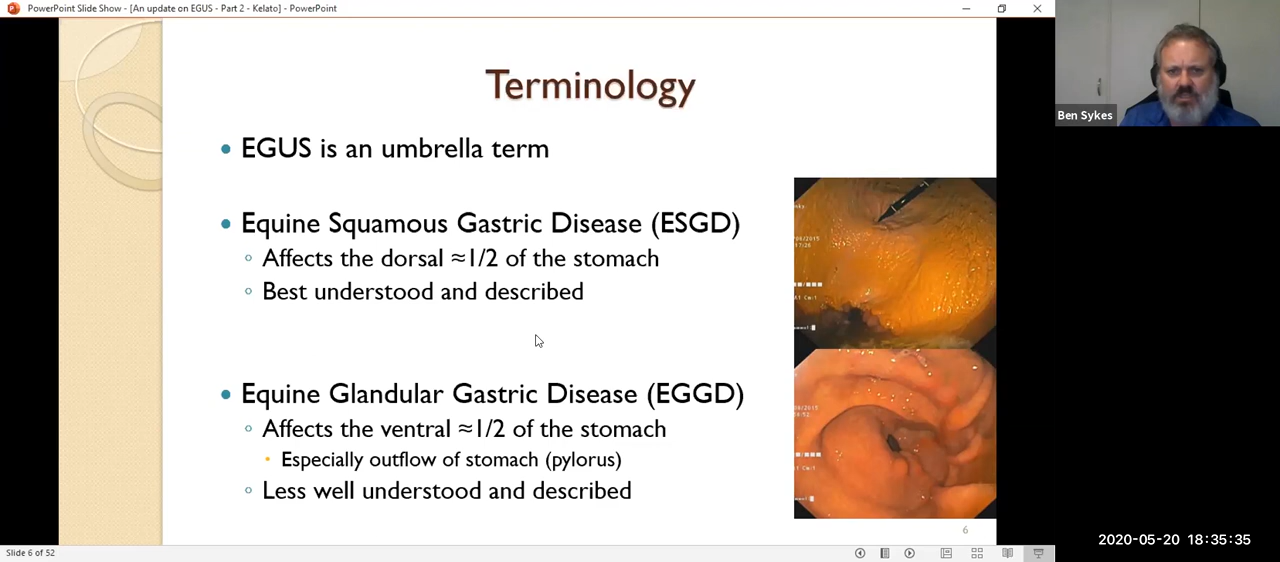 PowerPoint Slide Show - [An update on EGUS - Part 2 - Kelato] - PowerPoint
Ben Sykes
Terminology
• EGUS is an umbrella term
• Equine Squamous Gastric Disease (ESGD)
◦ Affects the dorsal ≈1/2 of the stomach
◦ Best understood and described
• Equine Glandular Gastric Disease (EGGD)
◦ Affects the ventral ≈1/2 of the stomach
• Especially outflow of stomach (pylorus)
◦ Less well understood and described
6
2020-05-20 18:35:35
Slide 6 of 52